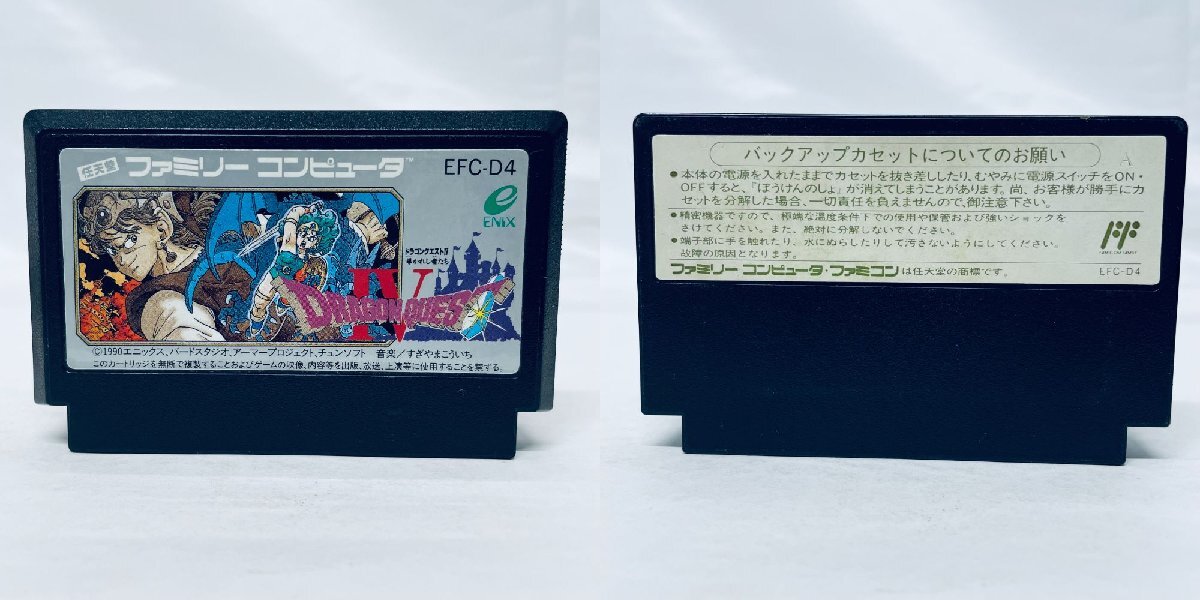 任天堂 ファミリー コンピュータ™ EFC-D4
ENIX
ドラゴンクエストIV
導かれし者たち
IV
DRAGON QUEST
©1990エニックス、バードスタジオ、アーマープロジェクト、チュンソフト 音楽／すぎやまこういち
このカートリッジを無断で複製することおよびゲームの映像、内容等を出版、放送、上演等に使用することを禁ずる。
バックアップカセットについてのお願い
A
●本体の電源を入れたままでカセットを抜き差ししたり、むやみに電源スイッチをON・
OFFすると、『ぼうけんのしょ』が消えてしまうことがあります。尚、お客様が勝手にカ
セットを分解した場合、一切責任を負えませんので、御注意下さい。
●精密機器ですので、極端な温度条件下での使用や保管および強いショックを
さけてください。また、絶対に分解しないでください。
●端子部に手を触れたり、水にぬらしたりして汚さないようにしてください。
故障の原因となります。
ファミリー コンピュータ・ファミコンは任天堂の商標です。
EFC-D4